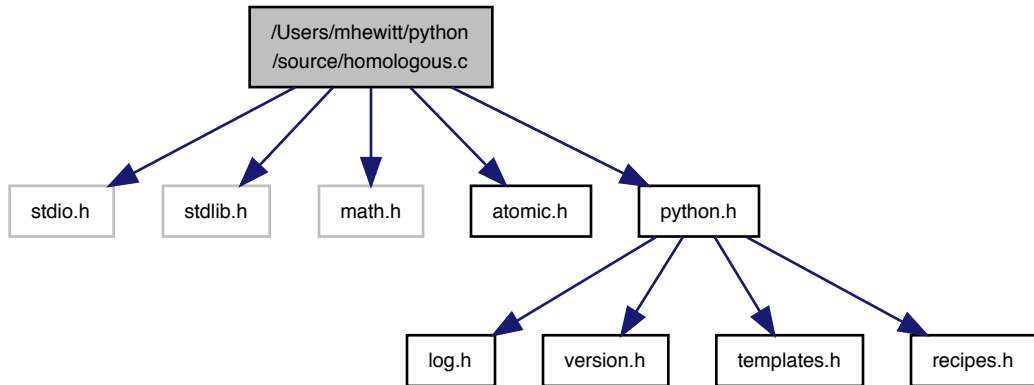 /Users/mhewitt/python
/source/homologous.c
stdio.h
stdlib.h
math.h
atomic.h
python.h
log.h
version.h
templates.h
recipes.h